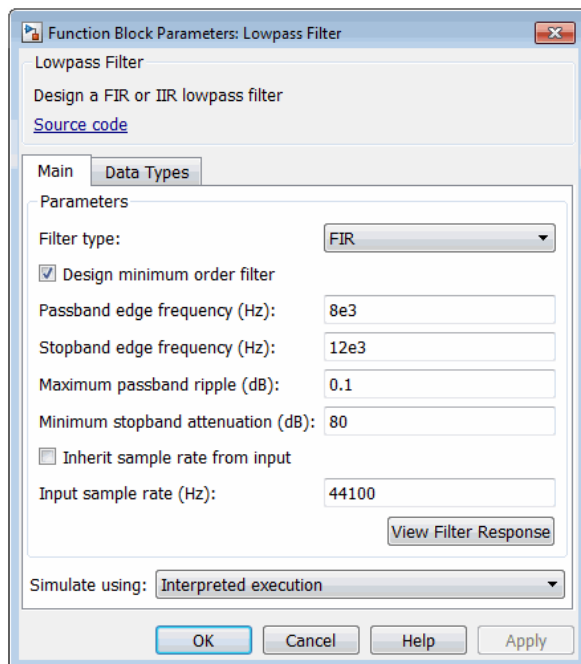 Function Block Parameters: Lowpass Filter
Lowpass Filter
Design a FIR or IIR lowpass filter
Source code
Main Data Types
Parameters
Filter type: FIR
Design minimum order filter
Passband edge frequency (Hz): 8e3
Stopband edge frequency (Hz): 12e3
Maximum passband ripple (dB): 0.1
Minimum stopband attenuation (dB): 80
Inherit sample rate from input
Input sample rate (Hz): 44100
View Filter Response
Simulate using: Interpreted execution
OK Cancel Help Apply